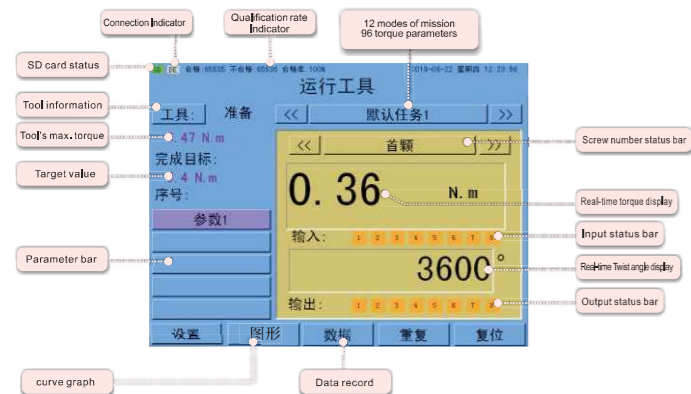 Connection Indicator
Qualification rate
Indicator
12 modes of mission
96 torque parameters
SD card status
SD DE 合格:65535 不合格:65535 合格率:100% 2019-08-22 星期四 12:23:56
运行工具
Tool information
工具: 准备 << 默认任务1 >>
Tool's max. torque
.47 N.m
<< 首颗 >>
Screw number status bar
完成目标:
Target value
.4 N.m
0.36 N.m
Real-time torque display
序号:
参数1
输入: 1 2 3 4 5 6 7 8
Input status bar
Parameter bar
3600°
Real-time Twist angle display
输出: 1 2 3 4 5 6 7 8
Output status bar
设置 图形 数据 重复 复位
curve graph
Data record